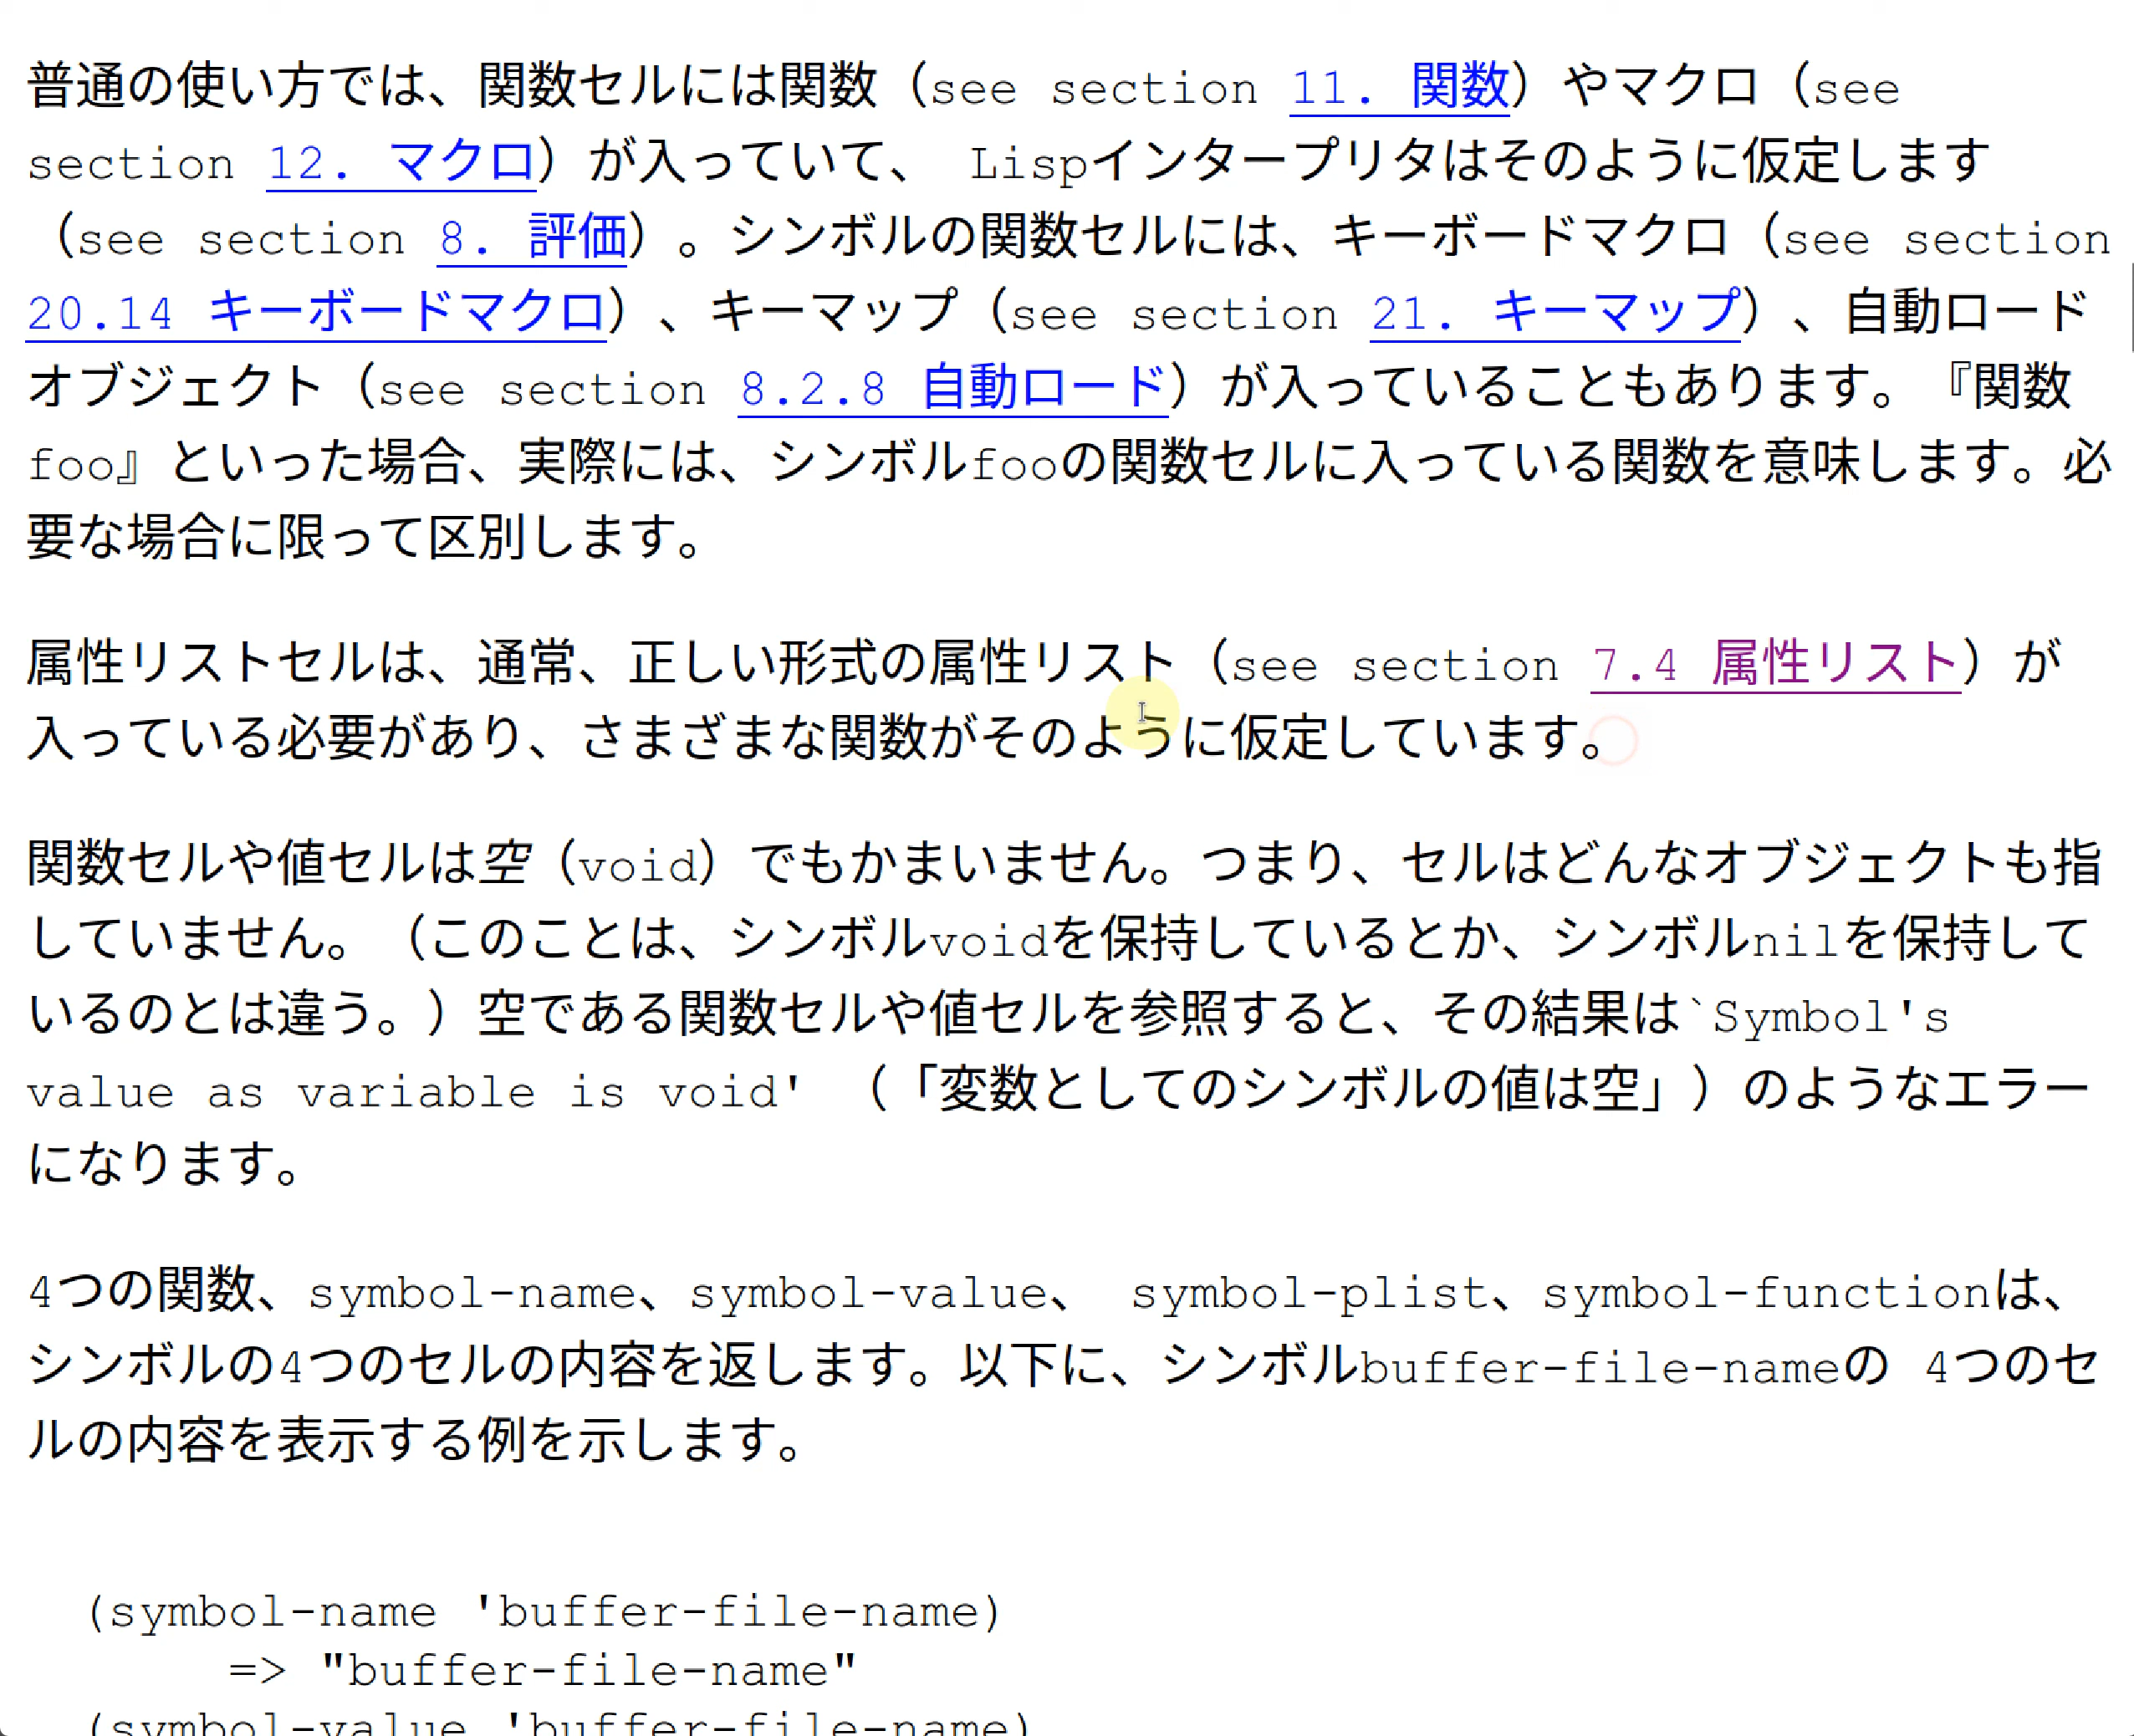 普通の使い方では、関数セルには関数（see section 11. 関数）やマクロ（see
section 12. マクロ）が入っていて、 Lispインタープリタはそのように仮定します
（see section 8. 評価）。シンボルの関数セルには、キーボードマクロ（see section
20.14 キーボードマクロ）、キーマップ（see section 21. キーマップ）、自動ロード
オブジェクト（see section 8.2.8 自動ロード）が入っていることもあります。『関数
foo』といった場合、実際には、シンボルfooの関数セルに入っている関数を意味します。必
要な場合に限って区別します。
属性リストセルは、通常、正しい形式の属性リスト（see section 7.4 属性リスト）が
入っている必要があり、さまざまな関数がそのように仮定しています。
関数セルや値セルは空（void）でもかまいません。つまり、セルはどんなオブジェクトも指
していません。（このことは、シンボルvoidを保持しているとか、シンボルnilを保持して
いるのとは違う。）空である関数セルや値セルを参照すると、その結果は`Symbol's
value as variable is void' （「変数としてのシンボルの値は空」）のようなエラー
になります。
4つの関数、symbol-name、symbol-value、 symbol-plist、symbol-functionは、
シンボルの4つのセルの内容を返します。以下に、シンボルbuffer-file-nameの 4つのセ
ルの内容を表示する例を示します。
(symbol-name 'buffer-file-name)
=> "buffer-file-name"
(symbol-value 'buffer-file-name)